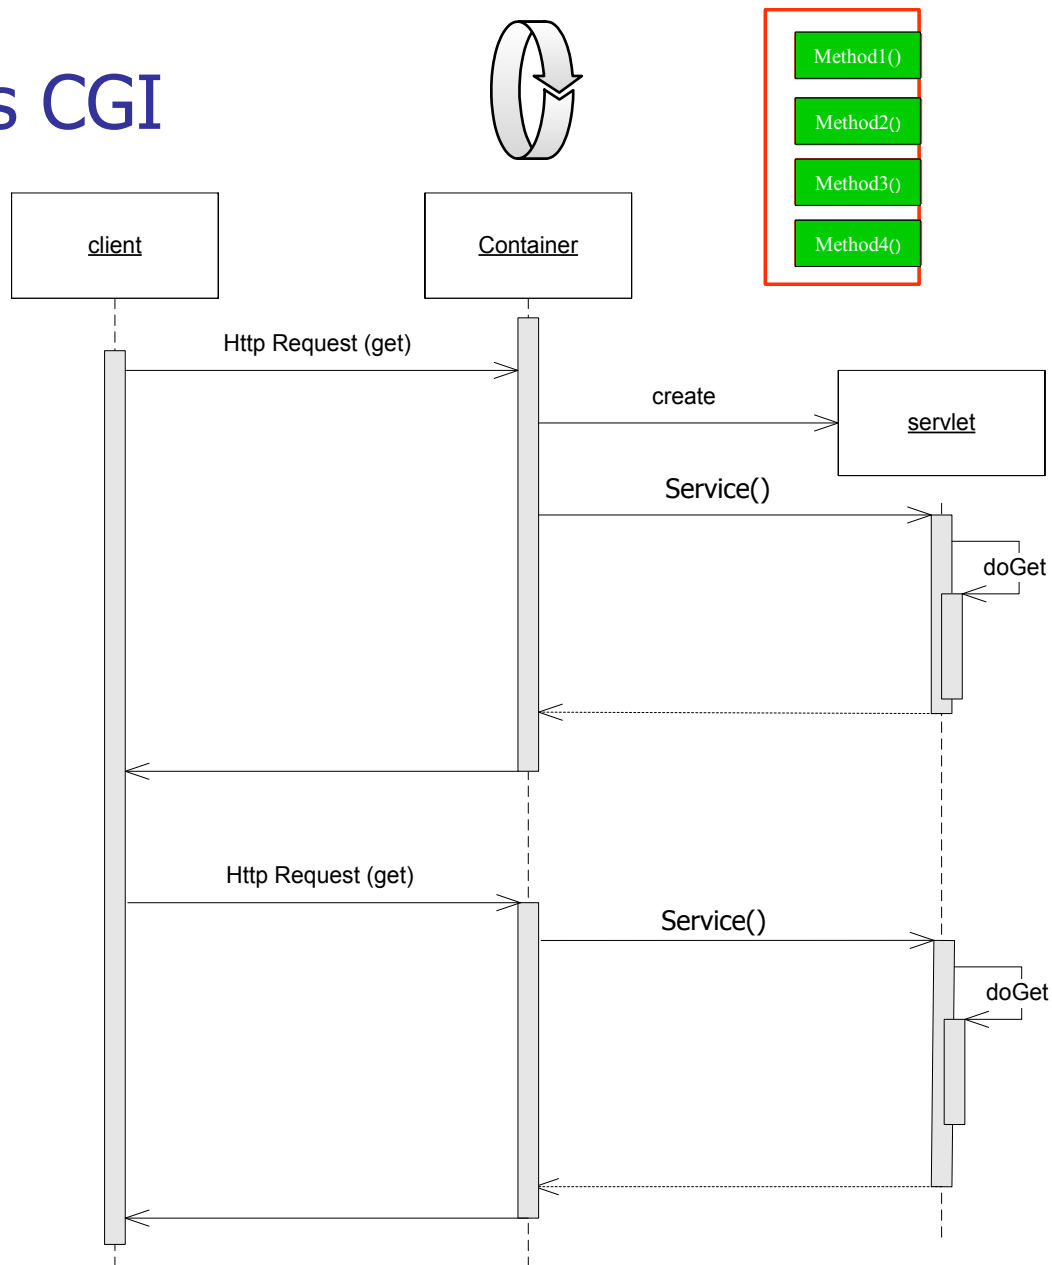 s CGI
Method1()
Method2()
Method3()
Method4()
client
Container
Http Request (get)
create
servlet
Service()
doGet
Http Request (get)
Service()
doGet